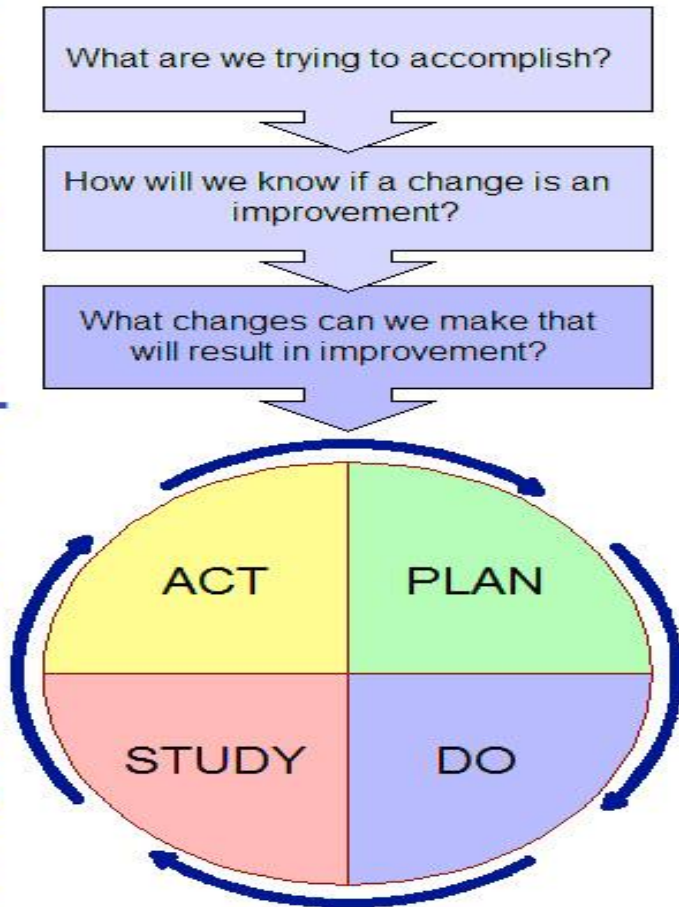 What are we trying to accomplish?
How will we know if a change is an
improvement?
What changes can we make that
will result in improvement?
ACT
PLAN
STUDY
DO